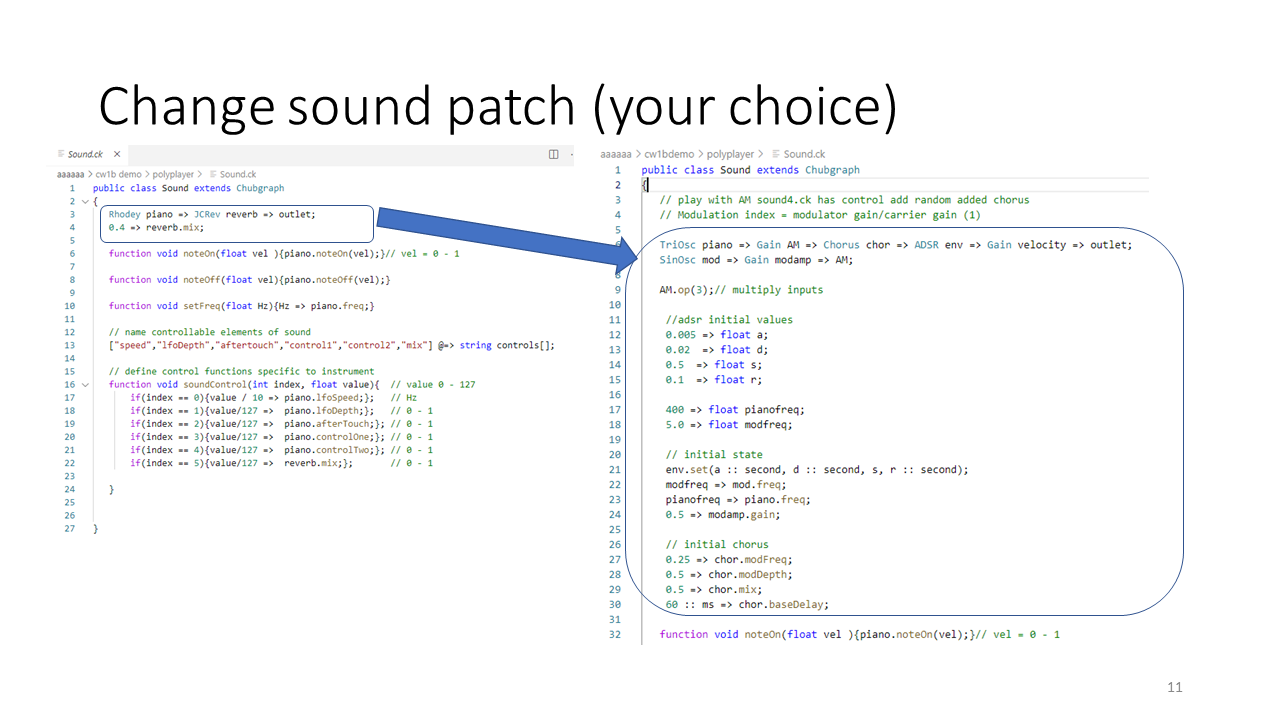 Change sound patch (your choice)
Sound.ck ×
aaaaaa > cw1b demo > polyplayer > Sound.ck
1 public class Sound extends Chubgraph
2 {
3 Rhodey piano => JCRev reverb => outlet;
4 0.4 => reverb.mix;
5
6 function void noteOn(float vel ){piano.noteOn(vel);}// vel = 0 - 1
7
8 function void noteOff(float vel){piano.noteOff(vel);}
9
10 function void setFreq(float Hz){Hz => piano.freq;}
11
12 // name controllable elements of sound
13 ["speed","lfoDepth","aftertouch","control1","control2","mix"] @=> string controls[];
14
15 // define control functions specific to instrument
16 function void soundControl(int index, float value){ // value 0 - 127
17 if(index == 0){value / 10 => piano.lfoSpeed;}; // Hz
18 if(index == 1){value/127 => piano.lfoDepth;}; // 0 - 1
19 if(index == 2){value/127 => piano.afterTouch;}; // 0 - 1
20 if(index == 3){value/127 => piano.controlOne;}; // 0 - 1
21 if(index == 4){value/127 => piano.controlTwo;}; // 0 - 1
22 if(index == 5){value/127 => reverb.mix;}; // 0 - 1
23
24 }
25
26
27 }
aaaaaa > cw1bdemo > polyplayer > Sound.ck
1 public class Sound extends Chubgraph
2 {
3 // play with AM sound4.ck has control add random added chorus
4 // Modulation index = modulator gain/carrier gain (1)
5
TriOsc piano => Gain AM => Chorus chor => ADSR env => Gain velocity => outlet;
SinOsc mod => Gain modamp => AM;
8
9 AM.op(3);// multiply inputs
10
11 //adsr initial values
12 0.005 => float a;
13 0.02 => float d;
14 0.5 => float s;
15 0.1 => float r;
16
17 400 => float pianofreq;
18 5.0 => float modfreq;
19
20 // initial state
21 env.set(a :: second, d :: second, s, r :: second);
22 modfreq => mod.freq;
23 pianofreq => piano.freq;
24 0.5 => modamp.gain;
25
26 // initial chorus
27 0.25 => chor.modFreq;
28 0.5 => chor.modDepth;
29 0.5 => chor.mix;
30 60 :: ms => chor.baseDelay;
31
32 function void noteOn(float vel ){piano.noteOn(vel);}// vel = 0 - 1
11